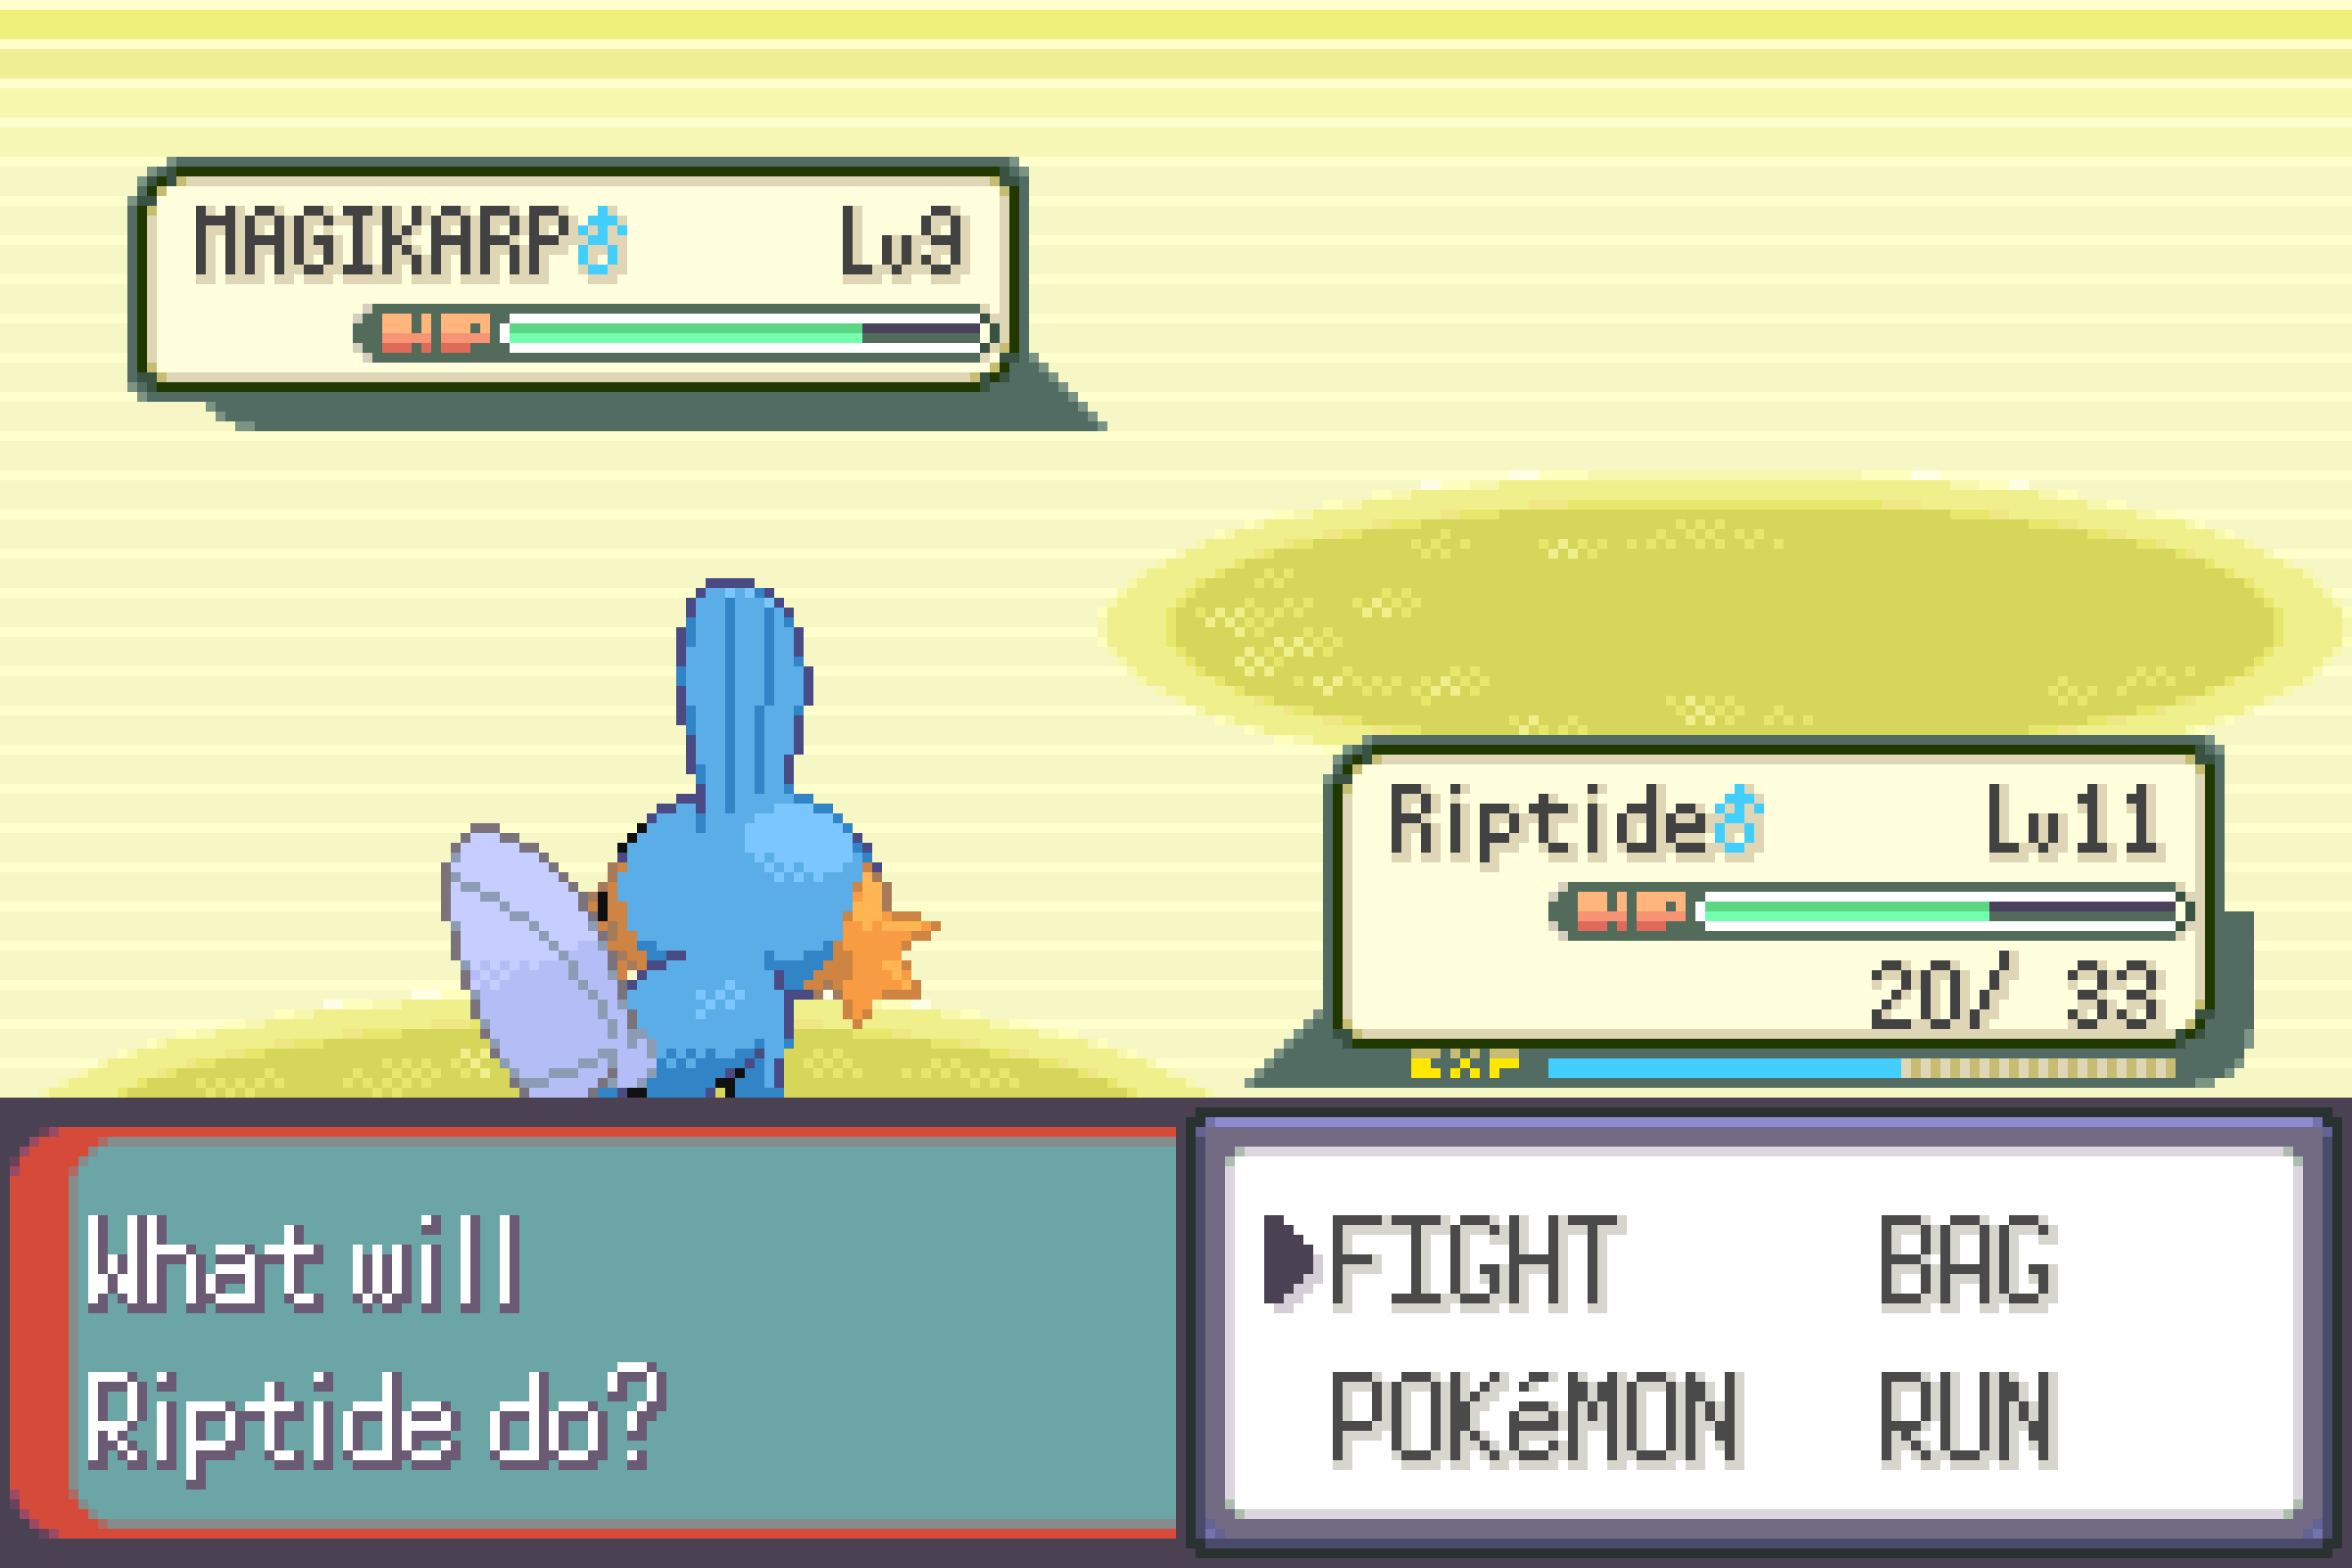 MAGIKARP♂ Lv9
HP
Riptide♂ Lv11
HP
20/ 33
EXP
What will
Riptide do?
FIGHT BAG
POKéMON RUN